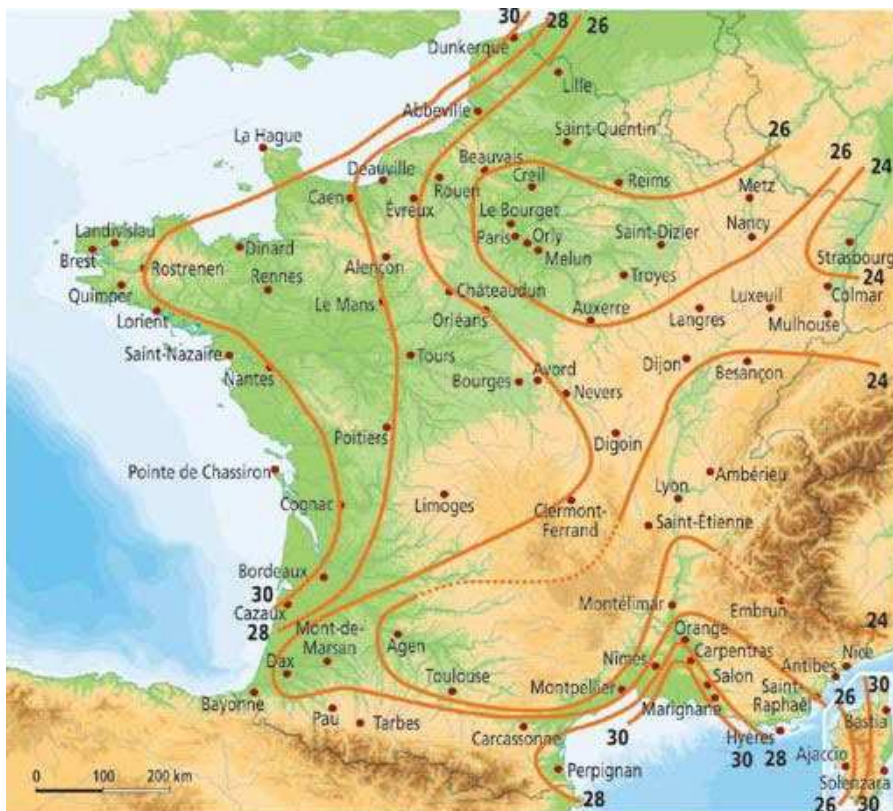 30
28
26
Dunkerque
Lille
Abbeville
La Hague
Saint-Quentin
26
26
24
Beauvais
Deauville
Creil
Reims
Metz
Caen
Évreux
Rouen
Le Bourget
Paris
Orly
Melun
Saint-Dizier
Nancy
Strasbourg
Landivisiau
Brest
Dinard
Alençon
Rostrenen
Rennes
Quimper
Châteaudun
Troyes
24
Colmar
Luxeuil
Le Mans
Lorient
Orléans
Auxerre
Langres
Mulhouse
Saint-Nazaire
Tours
Nantes
Bourges
Avord
Nevers
Dijon
Besançon
24
Poitiers
Digoin
Pointe de Chassiron
Ambérieu
Limoges
Lyon
Cognac
Clermont-
Ferrand
Saint-Étienne
Bordeaux
30
Cazaux
28
Montélimar
Embrun
Mont-de-
Marsan
Agen
Orange
24
Dax
Nîmes
Carpentras
Antibes
Nice
Toulouse
Montpellier
Salon
Saint-
Raphaël
26
30
Bayonne
Marignane
Pau
Tarbes
Carcassonne
30
Hyères
Bastia
30
28
Ajaccio
Perpignan
Solenzara
0
100
200 km
28
26
30